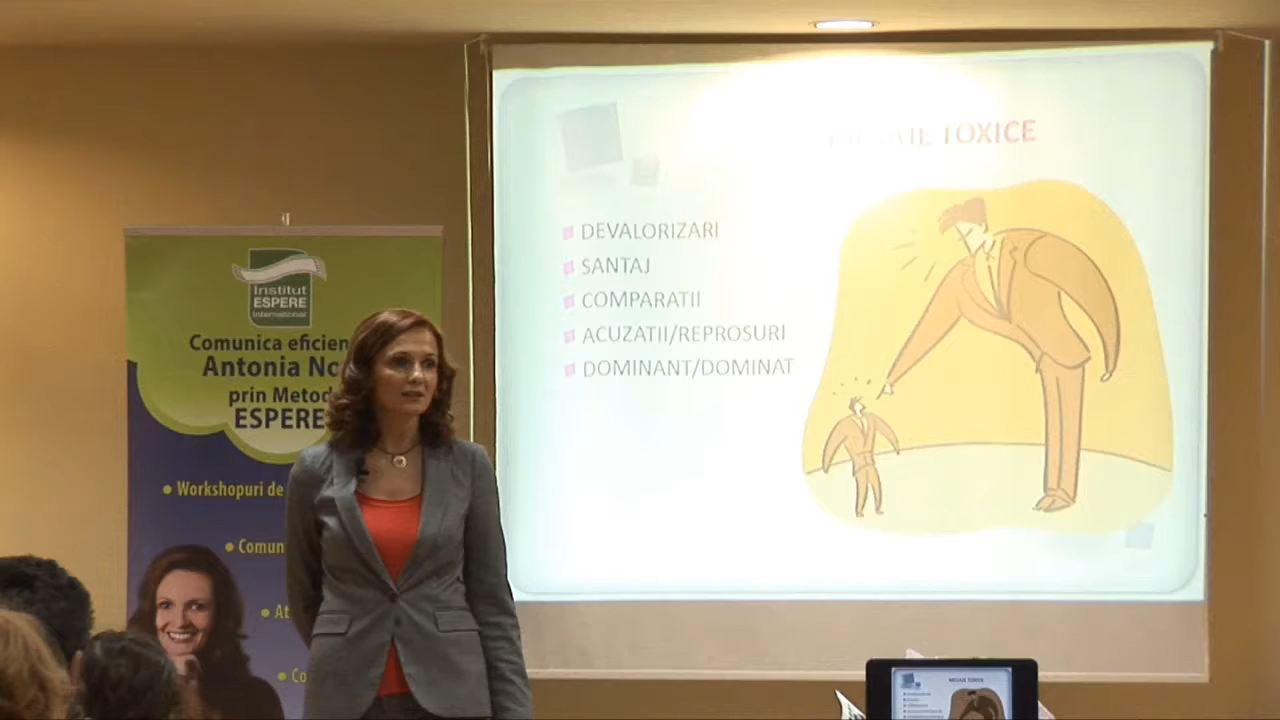 Institut
ESPERE
International
Comunica eficien
Antonia No
prin Metod
ESPERE
• Workshopuri de
• Comun
• At
• Co
TOXICE
DEVALORIZARI
SANTAJ
COMPARATII
ACUZATII/REPROSURI
DOMINANT/DOMINAT